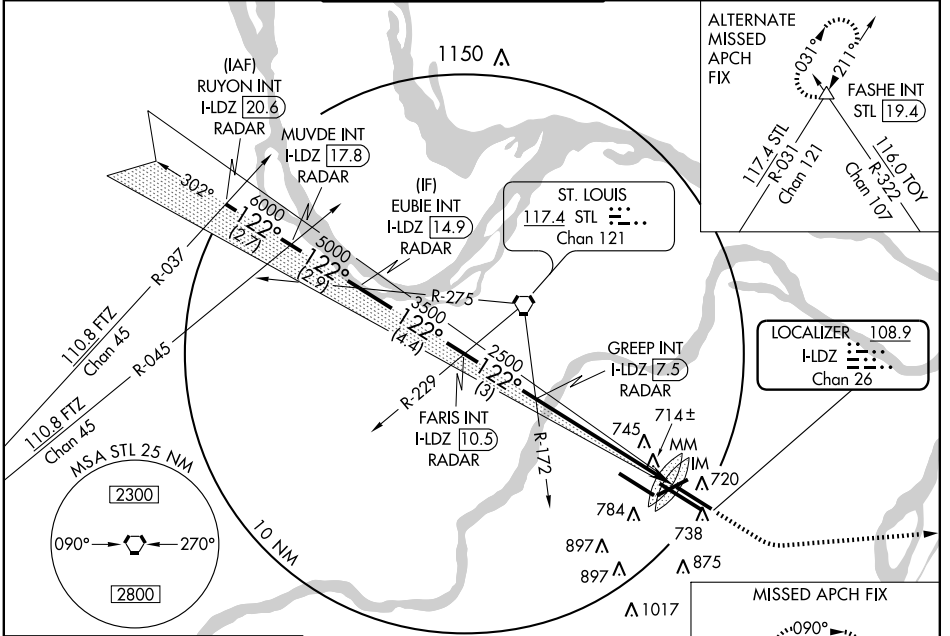 1150
(IAF)
RUYON INT
I-LDZ 20.6
RADAR
MUVDE INT
I-LDZ 17.8
RADAR
(IF)
EUBIE INT
I-LDZ 14.9
RADAR
ST. LOUIS
117.4 STL
Chan 121
ALTERNATE
MISSED
APCH
FIX
031°
211°
FASHE INT
STL 19.4
117.4 STL
R-031
Chan 121
116.0 TOY
R-322
Chan 107
302°
6000
122°
(2.7)
5000
122°
(2.9)
3500
122°
(4.4)
2500
122°
(3)
R-037
110.8 FTZ
Chan 45
R-045
110.8 FTZ
Chan 45
R-275
R-229
R-172
FARIS INT
I-LDZ 10.5
RADAR
GREEP INT
I-LDZ 7.5
RADAR
LOCALIZER 108.9
I-LDZ
Chan 26
714±
745
MM
IM
720
784
738
897
897
875
1017
10 NM
MSA STL 25 NM
2300
090°
270°
2800
MISSED APCH FIX
090°